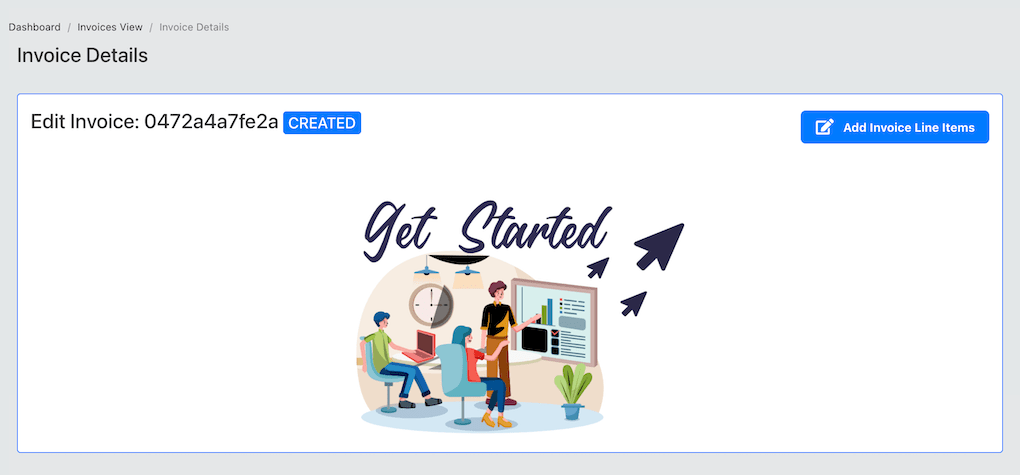 Dashboard / Invoices View / Invoice Details
Invoice Details
Edit Invoice: 0472a4a7fe2a CREATED
Add Invoice Line Items
Get Started